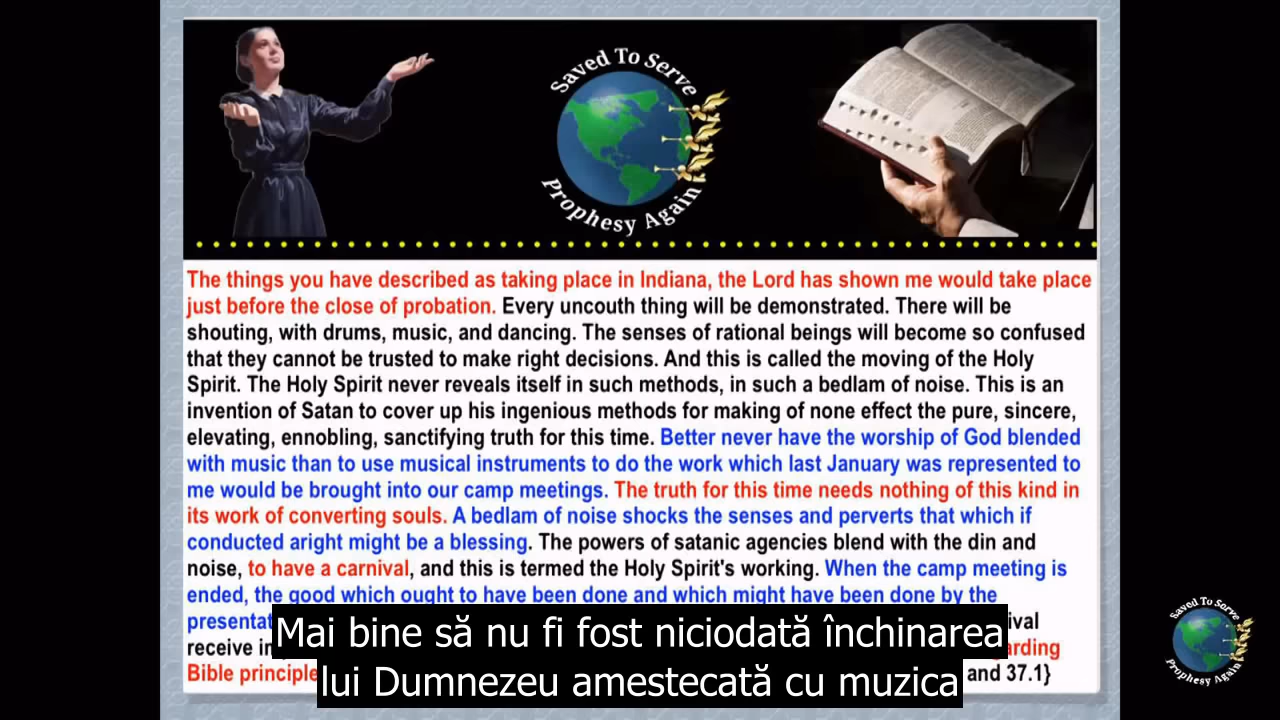 Saved To Serve
Prophesy Again
The things you have described as taking place in Indiana, the Lord has shown me would take place
just before the close of probation. Every uncouth thing will be demonstrated. There will be
shouting, with drums, music, and dancing. The senses of rational beings will become so confused
that they cannot be trusted to make right decisions. And this is called the moving of the Holy
Spirit. The Holy Spirit never reveals itself in such methods, in such a bedlam of noise. This is an
invention of Satan to cover up his ingenious methods for making of none effect the pure, sincere,
elevating, ennobling, sanctifying truth for this time. Better never have the worship of God blended
with music than to use musical instruments to do the work which last January was represented to
me would be brought into our camp meetings. The truth for this time needs nothing of this kind in
its work of converting souls. A bedlam of noise shocks the senses and perverts that which if
conducted aright might be a blessing. The powers of satanic agencies blend with the din and
noise, to have a carnival, and this is termed the Holy Spirit's working. When the camp meeting is
ended, the good which ought to have been done and which might have been done by the
receive
Bible principle and 37.1}
Mai bine să nu fi fost niciodată închinarea
lui Dumnezeu amestecată cu muzica
Saved To Serve
Prophesy Again